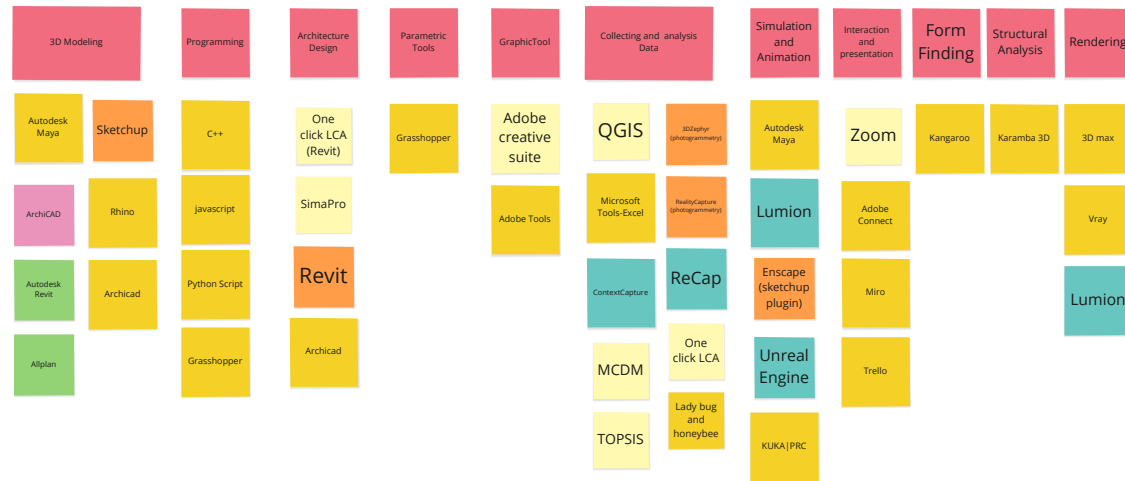 3D Modeling
Programming
Architecture
Design
Parametric
Tools
GraphicTool
Collecting and analysis
Data
Simulation
and
Animation
Interaction
and
presentation
Form
Finding
Structural
Analysis
Rendering
Autodesk
Maya
Sketchup
C++
One
click LCA
(Revit)
Grasshopper
Adobe
creative
suite
QGIS
3DZephyr
(photogrammetry)
Autodesk
Maya
Zoom
Kangaroo
Karamba 3D
3D max
ArchiCAD
Rhino
javascript
SimaPro
Adobe Tools
Microsoft
Tools-Excel
RealityCapture
(photogrammetry)
Lumion
Adobe
Connect
Vray
Autodesk
Revit
Archicad
Python Script
Revit
ContextCapture
ReCap
Enscape
(sketchup
plugin)
Miro
Lumion
Allplan
Grasshopper
Archicad
MCDM
One
click LCA
Unreal
Engine
Trello
TOPSIS
Lady bug
and
honeybee
KUKA|PRC